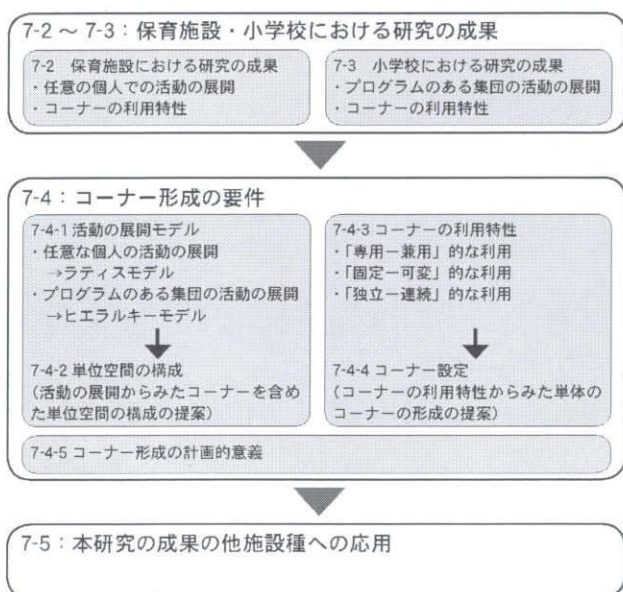 7-2 ～ 7-3：保育施設・小学校における研究の成果
7-2　保育施設における研究の成果
・任意の個人での活動の展開
・コーナーの利用特性
7-3　小学校における研究の成果
・プログラムのある集団の活動の展開
・コーナーの利用特性
7-4：コーナー形成の要件
7-4-1 活動の展開モデル
・任意な個人の活動の展開
→ラティスモデル
・プログラムのある集団の活動の展開
→ヒエラルキーモデル
7-4-2 単位空間の構成
（活動の展開からみたコーナーを含め
た単位空間の構成の提案）
7-4-3 コーナーの利用特性
・「専用－兼用」的な利用
・「固定－可変」的な利用
・「独立－連続」的な利用
7-4-4 コーナー設定
（コーナーの利用特性からみた単体の
コーナーの形成の提案）
7-4-5 コーナー形成の計画的意義
7-5：本研究の成果の他施設種への応用